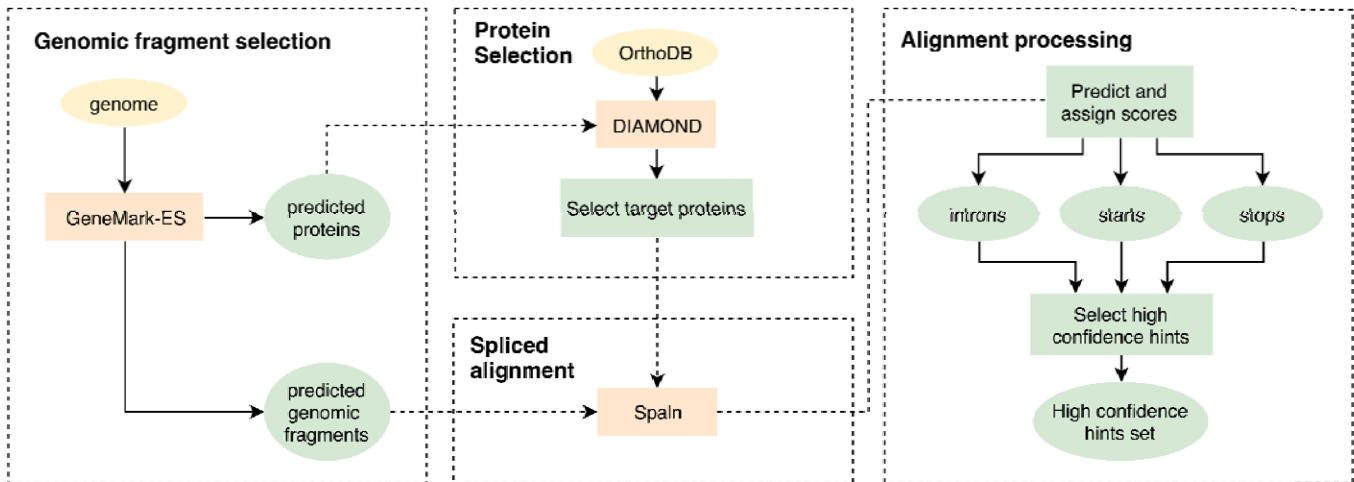 Genomic fragment selection
genome
GeneMark-ES
predicted
proteins
predicted
genomic
fragments
Protein
Selection
OrthoDB
DIAMOND
Select target proteins
Spliced
alignment
Spaln
Alignment processing
Predict and
assign scores
introns
starts
stops
Select high
confidence hints
High confidence
hints set